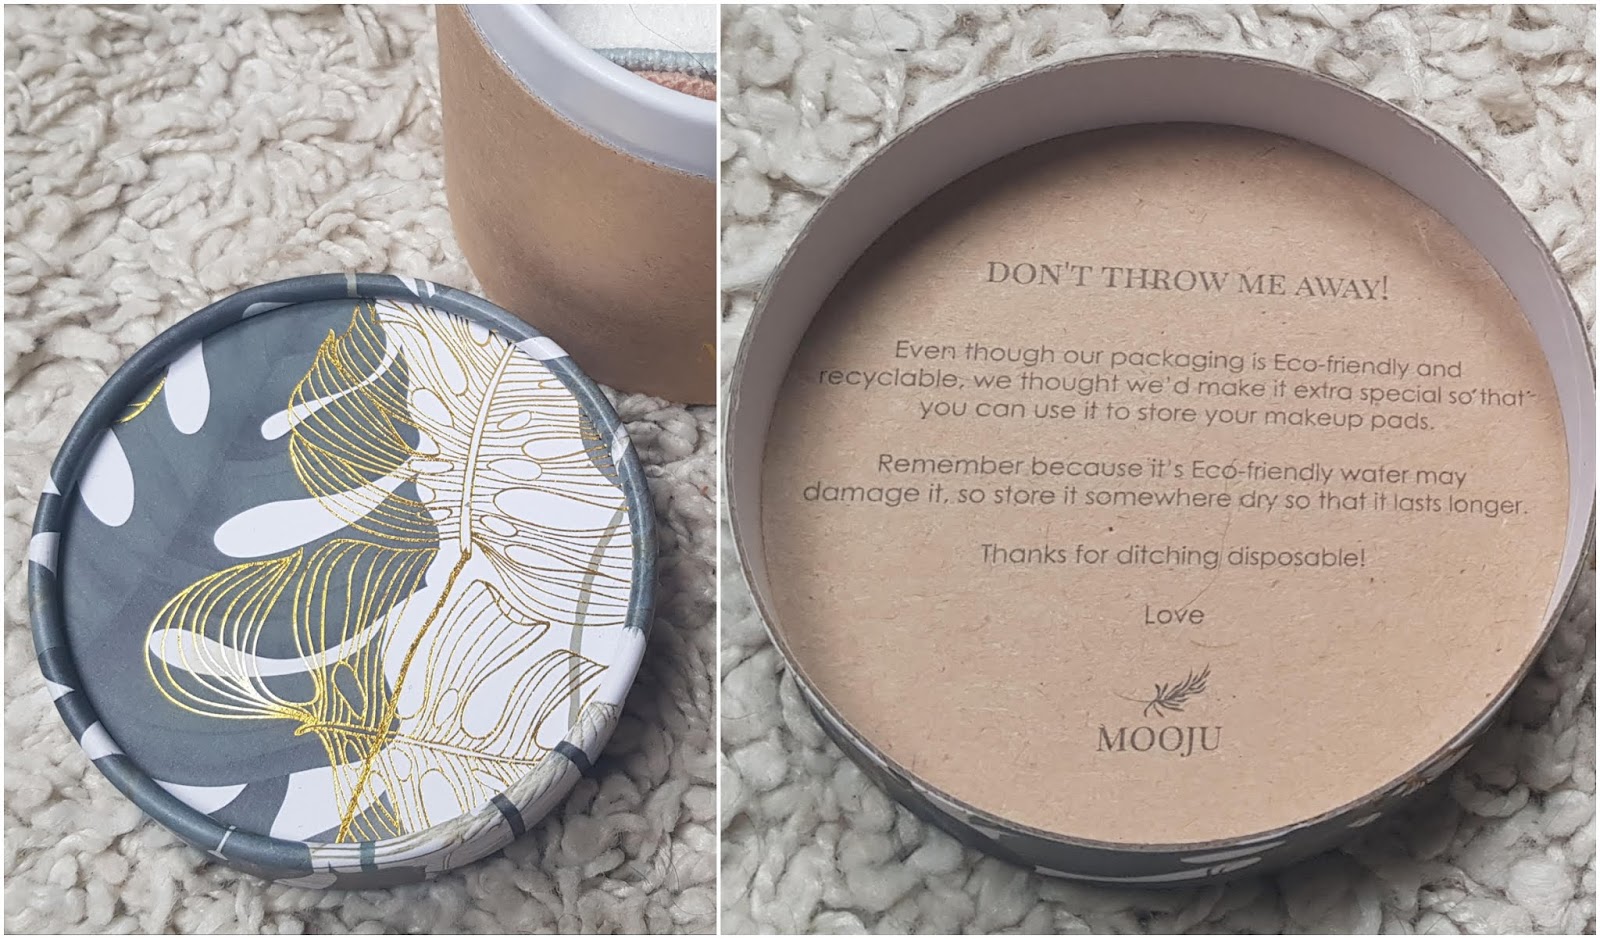 DON'T THROW ME AWAY!
Even though our packaging is Eco-friendly and
recyclable, we thought we'd make it extra special so that
you can use it to store your makeup pads.
Remember because it's Eco-friendly water may
damage it, so store it somewhere dry so that it lasts longer.
Thanks for ditching disposable!
Love
MOOJU